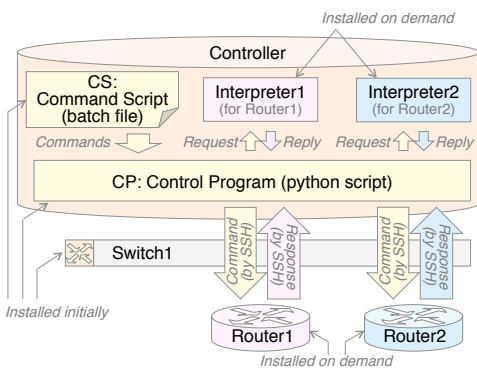 Installed on demand
Controller
CS:
Command Script
(batch file)
Interpreter1
(for Router1)
Interpreter2
(for Router2)
Commands
Request
Reply
Request
Reply
CP: Control Program (python script)
Command
(by SSH)
Response
(by SSH)
Command
(by SSH)
Response
(by SSH)
Switch1
Installed initially
Router1
Router2
Installed on demand